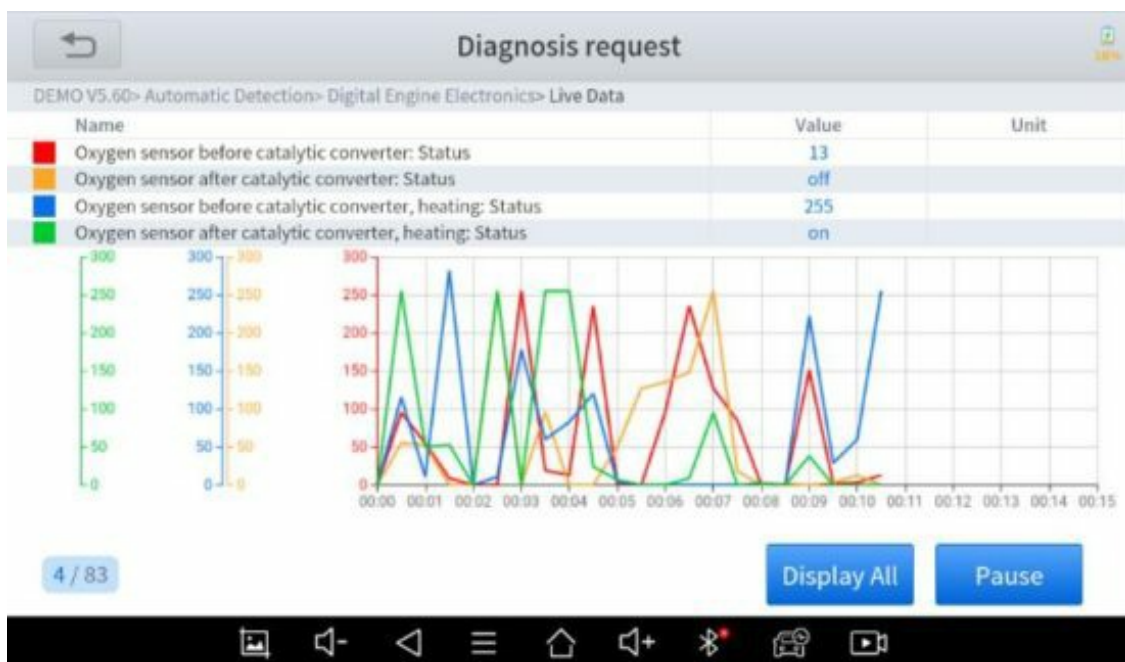 Diagnosis request
DEMO V5.60> Automatic Detection> Digital Engine Electronics> Live Data
Name Value Unit
Oxygen sensor before catalytic converter: Status 13
Oxygen sensor after catalytic converter: Status off
Oxygen sensor before catalytic converter, heating: Status 255
Oxygen sensor after catalytic converter, heating: Status on
300 300 300 300
250 250 250 250
200 200 200 200
150 150 150 150
100 100 100 100
50 50 50 50
0 0 0 0
00:00 00:01 00:02 00:03 00:04 00:05 00:06 00:07 00:08 00:09 00:10 00:11 00:12 00:13 00:14 00:15
4 / 83 Display All Pause